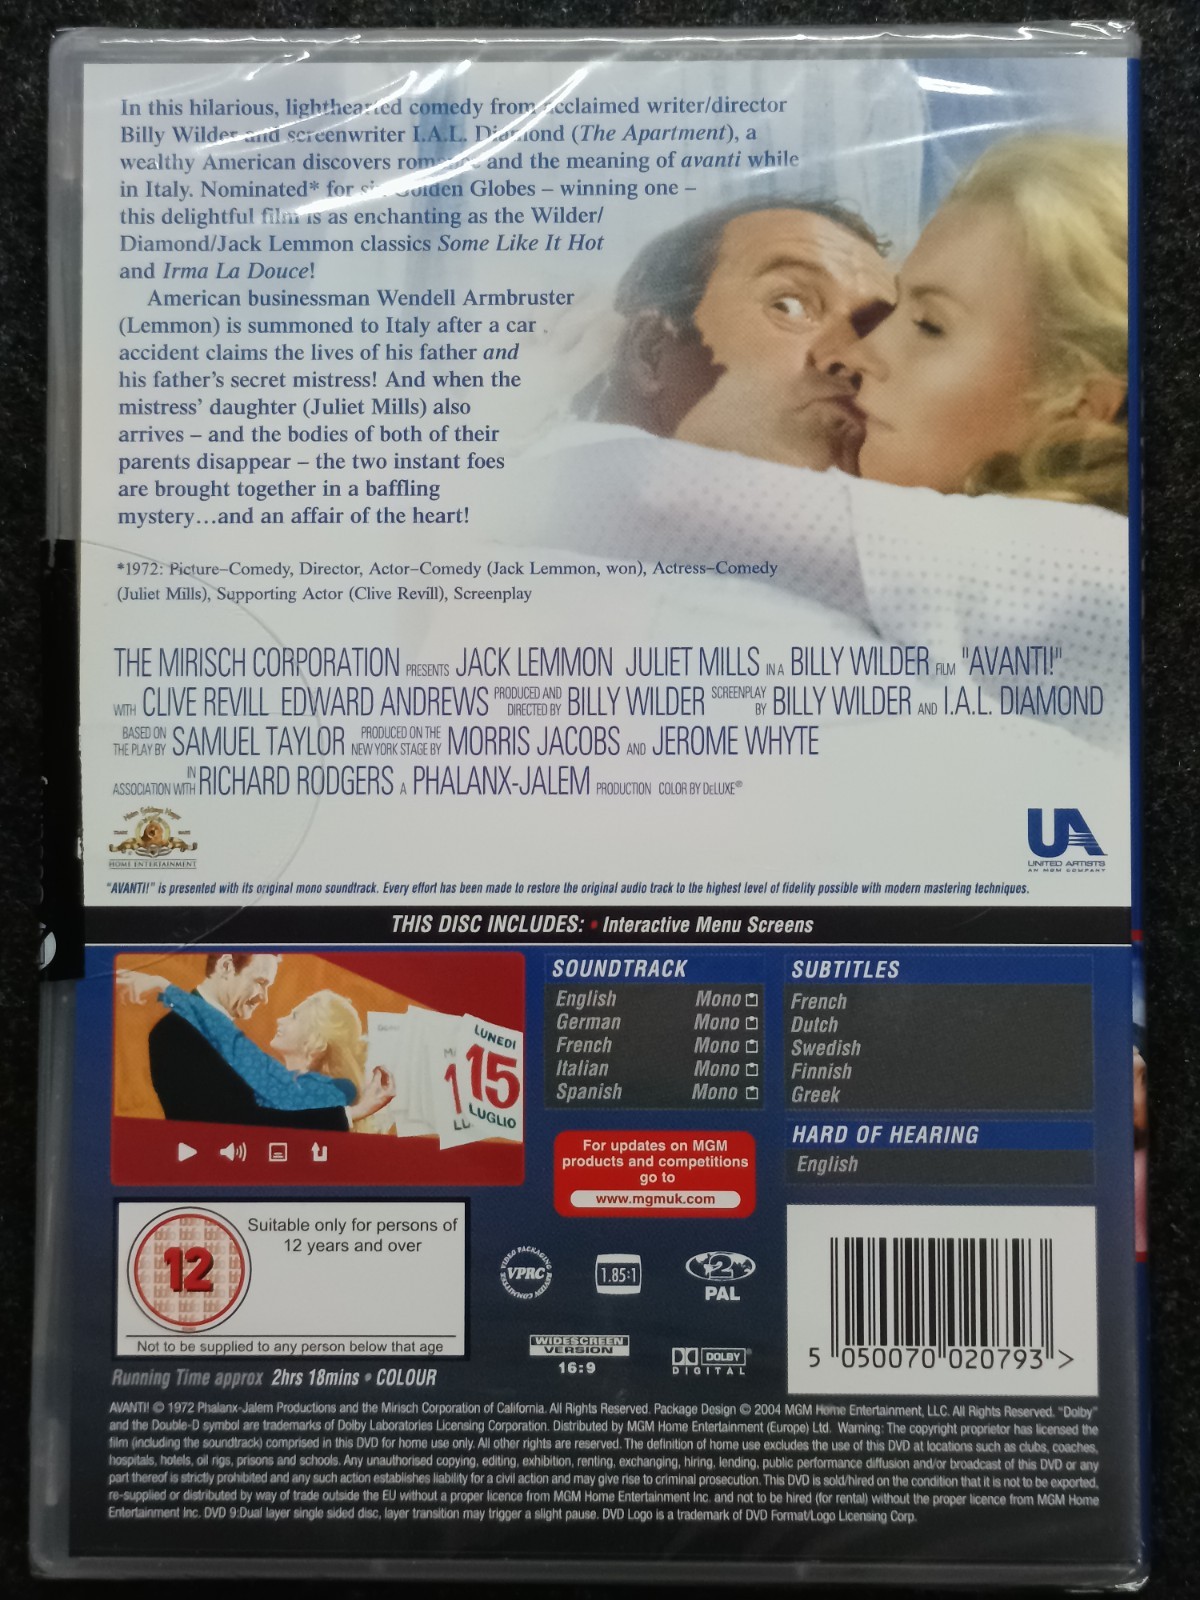 In this hilarious, lighthearted comedy from acclaimed writer/director
Billy Wilder and screenwriter I.A.L. Diamond (The Apartment), a
wealthy American discovers romance and the meaning of avanti while
in Italy. Nominated* for six Golden Globes – winning one –
this delightful film is as enchanting as the Wilder/
Diamond/Jack Lemmon classics Some Like It Hot
and Irma La Douce!
American businessman Wendell Armbruster
(Lemmon) is summoned to Italy after a car
accident claims the lives of his father and
his father's secret mistress! And when the
mistress' daughter (Juliet Mills) also
arrives – and the bodies of both of their
parents disappear – the two instant foes
are brought together in a baffling
mystery...and an affair of the heart!
*1972: Picture–Comedy, Director, Actor–Comedy (Jack Lemmon, won), Actress–Comedy
(Juliet Mills), Supporting Actor (Clive Revill), Screenplay
THE MIRISCH CORPORATION PRESENTS JACK LEMMON JULIET MILLS IN A BILLY WILDER FILM "AVANTI!"
WITH CLIVE REVILL EDWARD ANDREWS PRODUCED AND DIRECTED BY BILLY WILDER SCREENPLAY BY BILLY WILDER AND I.A.L. DIAMOND
BASED ON THE PLAY BY SAMUEL TAYLOR PRODUCED ON THE NEW YORK STAGE BY MORRIS JACOBS AND JEROME WHYTE
IN ASSOCIATION WITH RICHARD RODGERS A PHALANX-JALEM PRODUCTION COLOR BY DeLUXE®
Metro Goldwyn Mayer
TRADE MARK
HOME ENTERTAINMENT
UA
UNITED ARTISTS
AN MGM COMPANY
"AVANTI!" is presented with its original mono soundtrack. Every effort has been made to restore the original audio track to the highest level of fidelity possible with modern mastering techniques.
THIS DISC INCLUDES: • Interactive Menu Screens
LUNEDI
15
LUGLIO
SOUNDTRACK
English Mono
German Mono
French Mono
Italian Mono
Spanish Mono
SUBTITLES
French
Dutch
Swedish
Finnish
Greek
HARD OF HEARING
English
For updates on MGM
products and competitions
go to
www.mgmuk.com
12
Suitable only for persons of
12 years and over
Not to be supplied to any person below that age
VIDEO PACKAGING REVIEW COMMITTEE
VPRC
1.85:1
2
PAL
WIDESCREEN
VERSION
16:9
DOLBY
DIGITAL
5 050070 020793 >
Running Time approx 2hrs 18mins • COLOUR
AVANTI! © 1972 Phalanx-Jalem Productions and the Mirisch Corporation of California. All Rights Reserved. Package Design © 2004 MGM Home Entertainment, LLC. All Rights Reserved. "Dolby"
and the Double-D symbol are trademarks of Dolby Laboratories Licensing Corporation. Distributed by MGM Home Entertainment (Europe) Ltd. Warning: The copyright proprietor has licensed the
film (including the soundtrack) comprised in this DVD for home use only. All other rights are reserved. The definition of home use excludes the use of this DVD at locations such as clubs, coaches,
hospitals, hotels, oil rigs, prisons and schools. Any unauthorised copying, editing, exhibition, renting, exchanging, hiring, lending, public performance diffusion and/or broadcast of this DVD or any
part thereof is strictly prohibited and any such action establishes liability for a civil action and may give rise to criminal prosecution. This DVD is sold/hired on the condition that it is not to be exported,
re-supplied or distributed by way of trade outside the EU without a proper licence from MGM Home Entertainment Inc. and not to be hired (for rental) without the proper licence from MGM Home
Entertainment Inc. DVD 9:Dual layer single sided disc, layer transition may trigger a slight pause. DVD Logo is a trademark of DVD Format/Logo Licensing Corp.